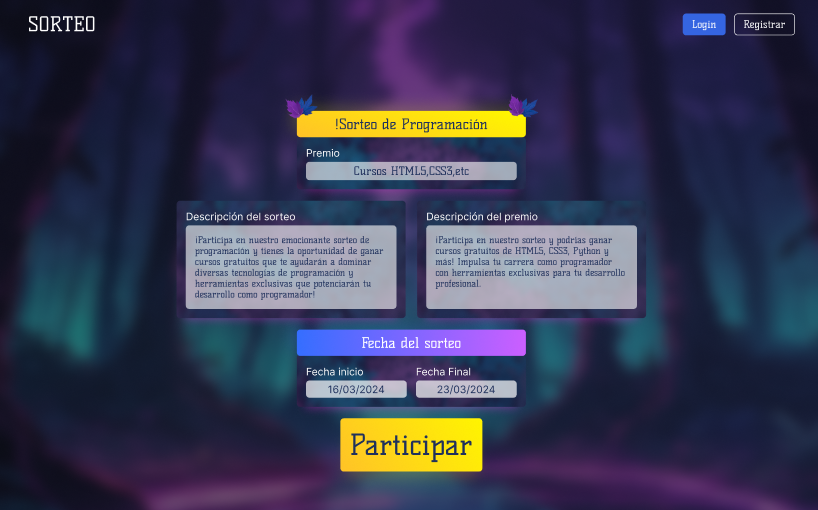 SORTEO
Login
Registrar
!Sorteo de Programación
Premio
Cursos HTML5,CSS3,etc
Descripción del sorteo
¡Participa en nuestro emocionante sorteo de
programación y tienes la oportunidad de ganar
cursos gratuitos que te ayudarán a dominar
diversas tecnologías de programación y
herramientas exclusivas que potenciarán tu
desarrollo como programador!
Descripción del premio
¡Participa en nuestro sorteo y podrías ganar
cursos gratuitos de HTML5, CSS3, Python y
más! Impulsa tu carrera como programador
con herramientas exclusivas para tu desarrollo
profesional.
Fecha del sorteo
Fecha inicio
Fecha Final
16/03/2024
23/03/2024
Participar